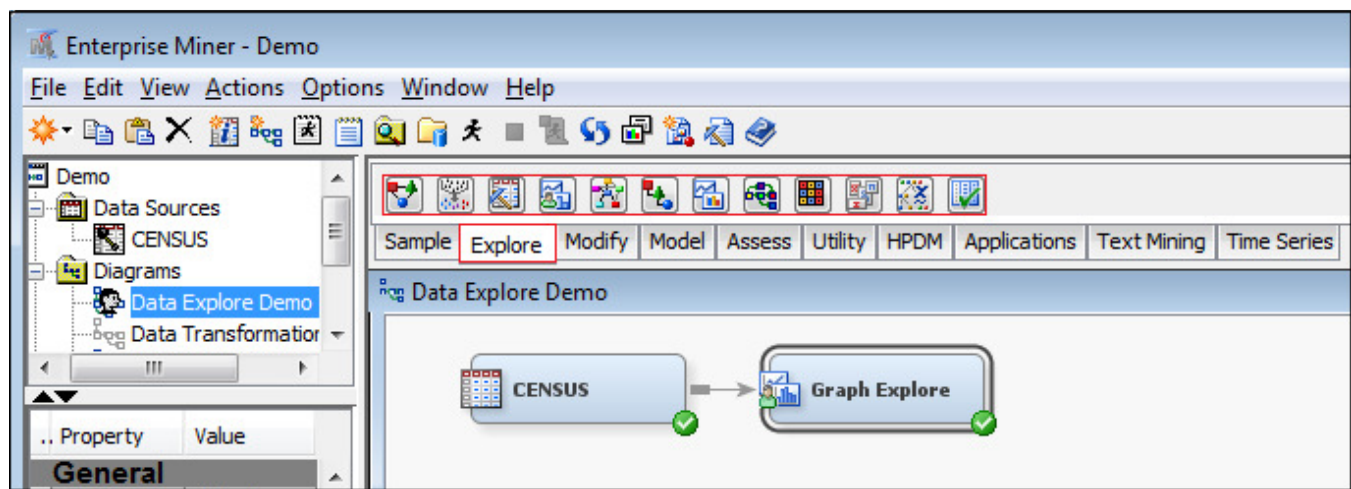 Enterprise Miner - Demo
File Edit View Actions Options Window Help
Demo
Data Sources
CENSUS
Diagrams
Data Explore Demo
Data Transformation
.. Property Value
General
Sample Explore Modify Model Assess Utility HPDM Applications Text Mining Time Series
Data Explore Demo
CENSUS
Graph Explore